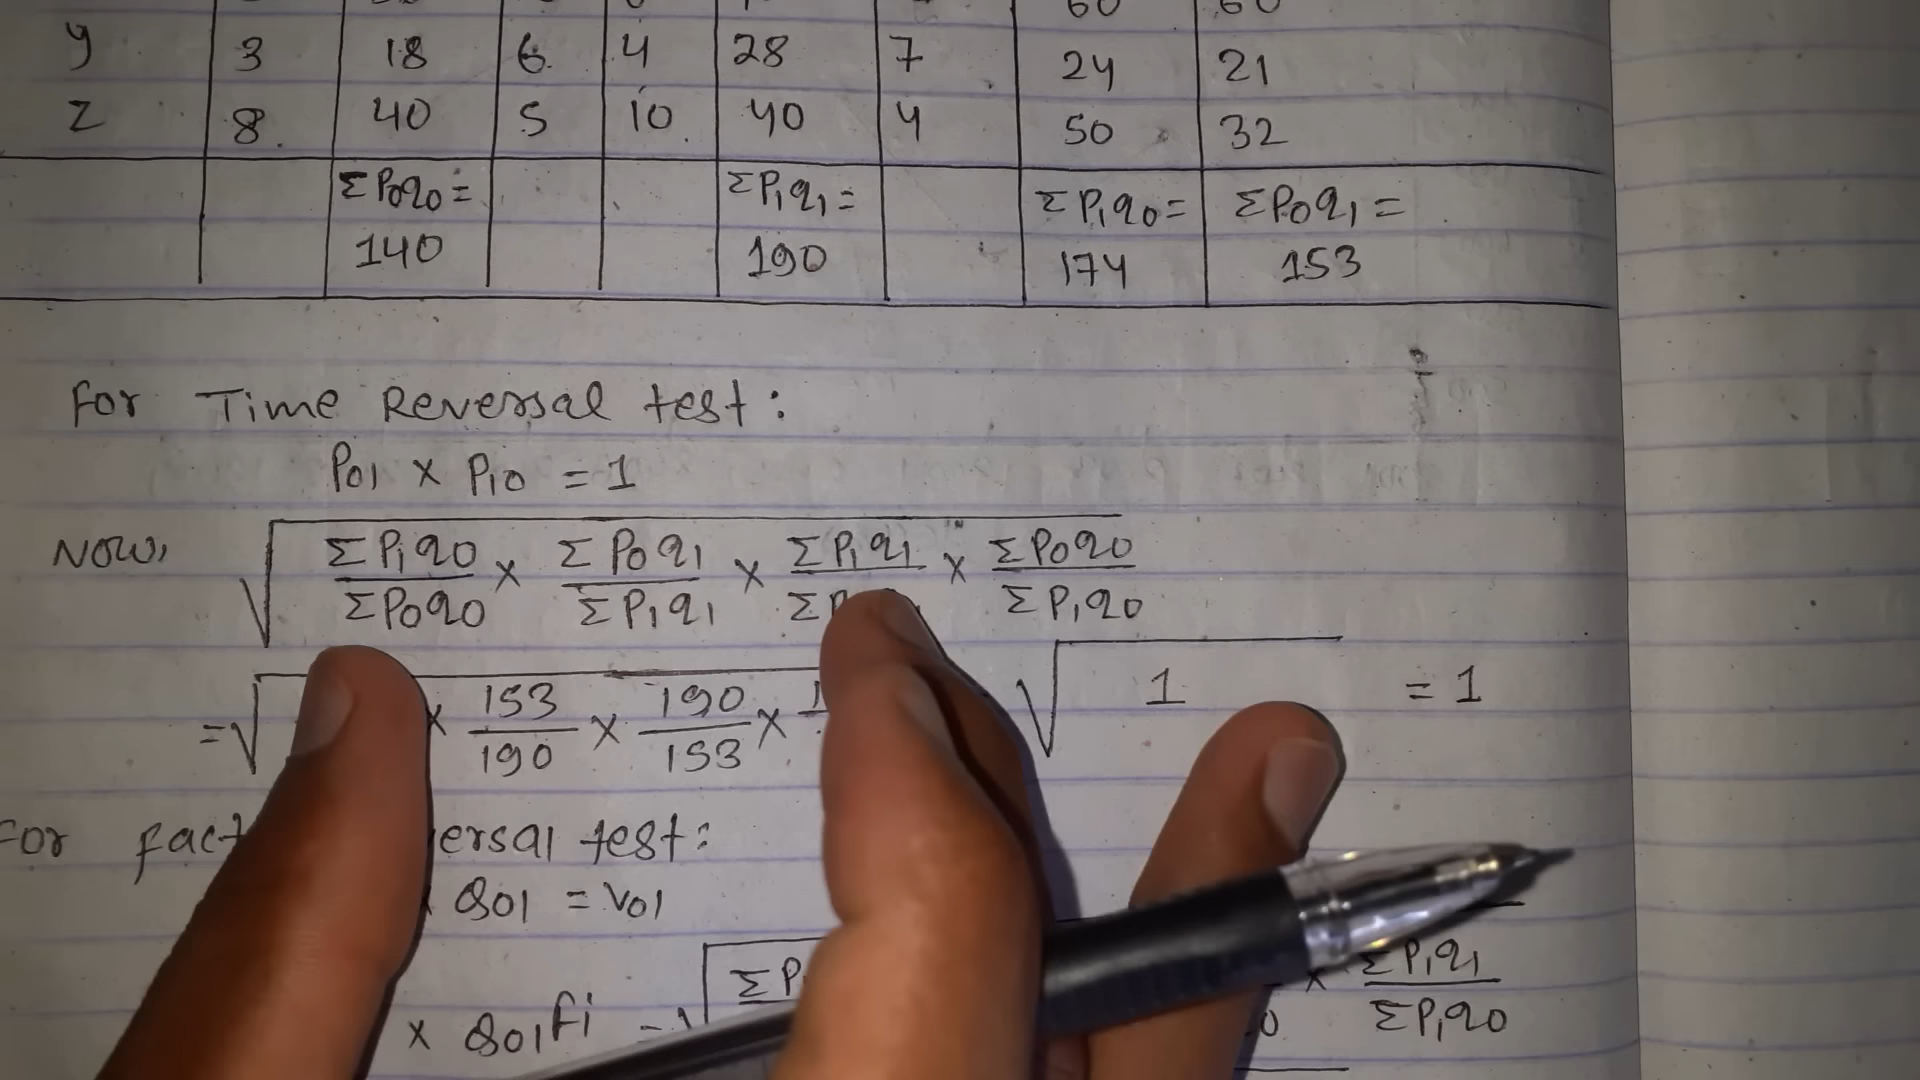 60 60
y 3 18 6. 4 28 7 24 21
z 8. 40 5 10. 40 4 50 32
ΣP0q0= ΣP1q1= ΣP1q0= ΣP0q1=
140 190 174 153
For Time Reversal test:
P01 × P10 = 1
Now, √ ΣP1q0/ΣP0q0 × ΣP0q1/ΣP1q1 × ΣP1q1/Σ × ΣP0q0/ΣP1q0
=√ × 153/190 × 190/153 × √ 1 = 1
For test:
Q01 = V01
× Q01Fi = √ × ΣP1q1/ΣP1q0